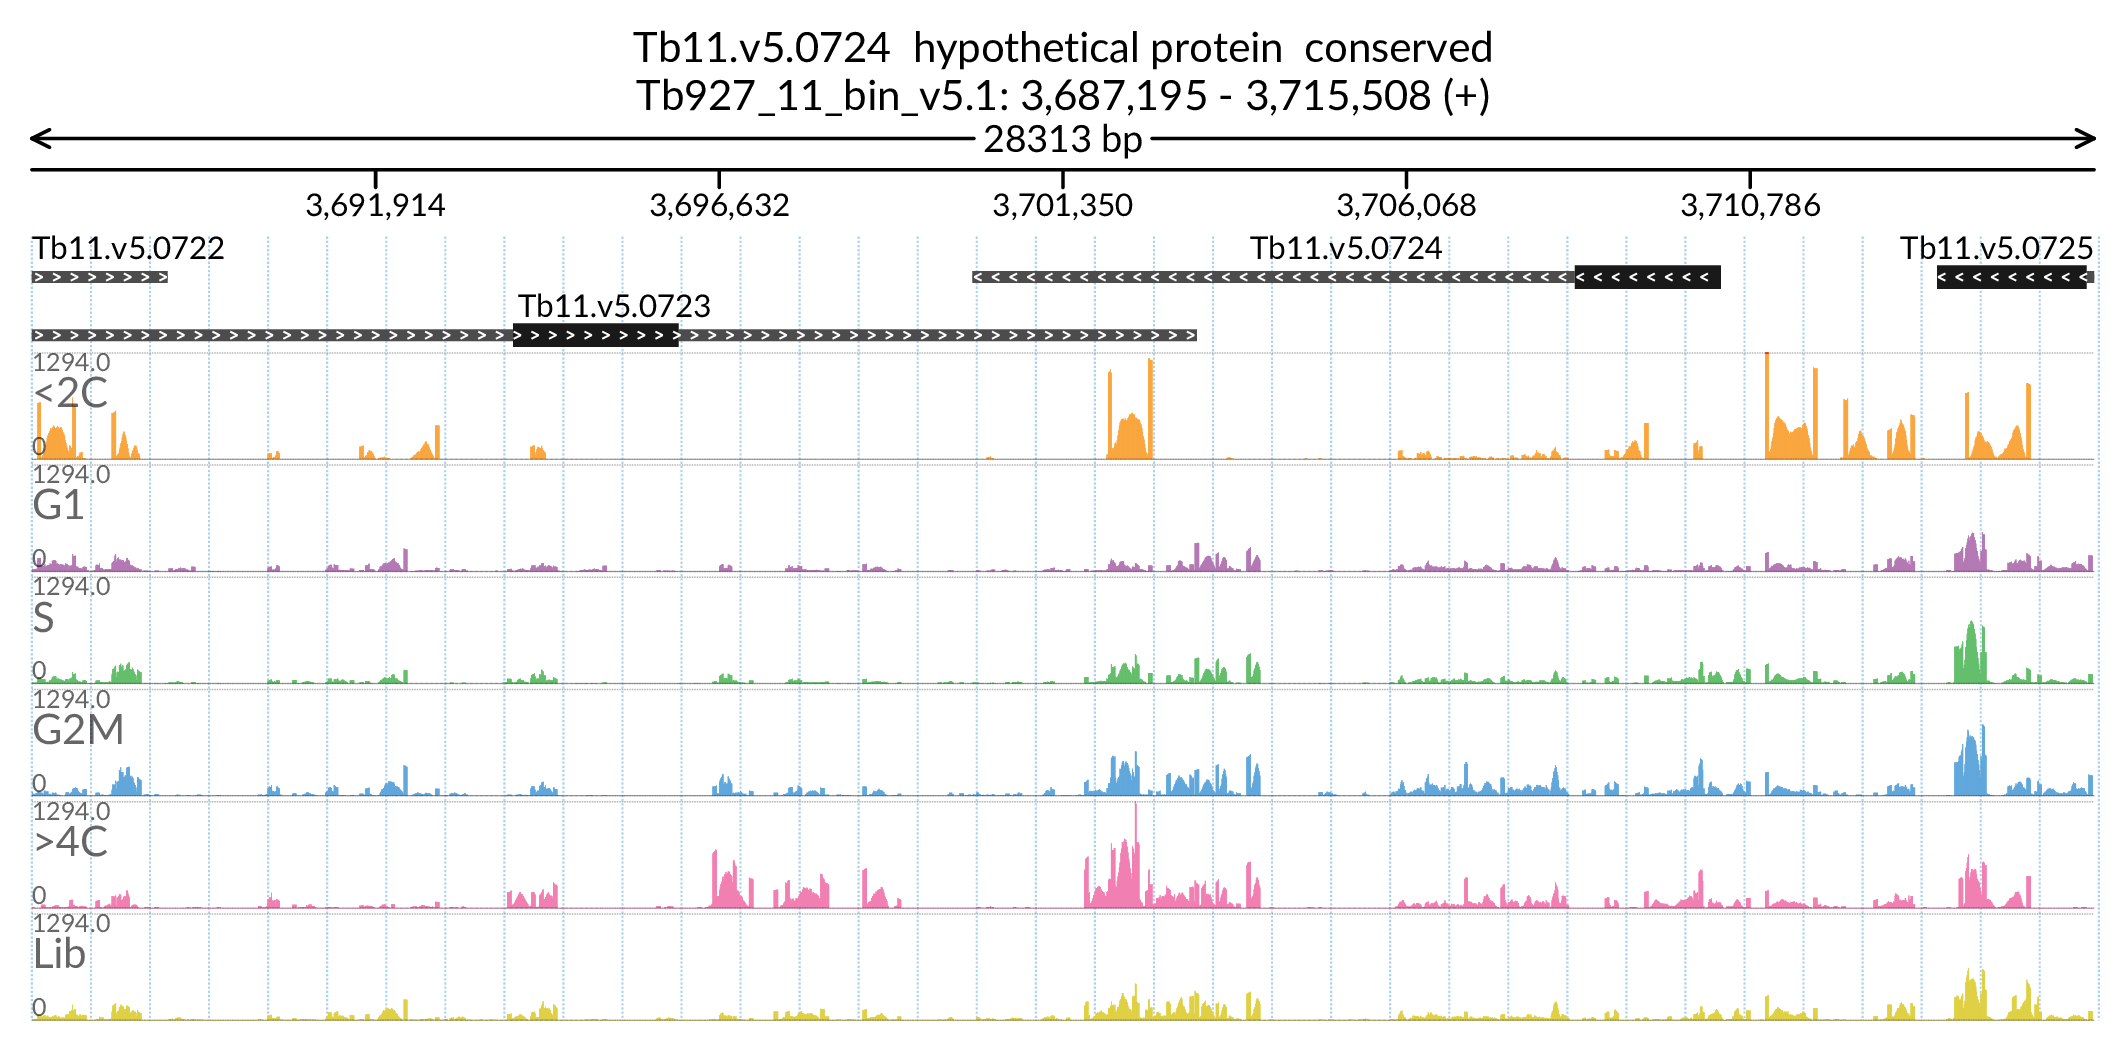 Tb11.v5.0724  hypothetical protein  conserved
Tb927_11_bin_v5.1: 3,687,195 - 3,715,508 (+)
28313 bp
3,691,914 3,696,632 3,701,350 3,706,068 3,710,786
Tb11.v5.0722 Tb11.v5.0724 Tb11.v5.0725
Tb11.v5.0723
1294.0
<2C
0
1294.0
G1
0
1294.0
S
0
1294.0
G2M
0
1294.0
>4C
0
1294.0
Lib
0